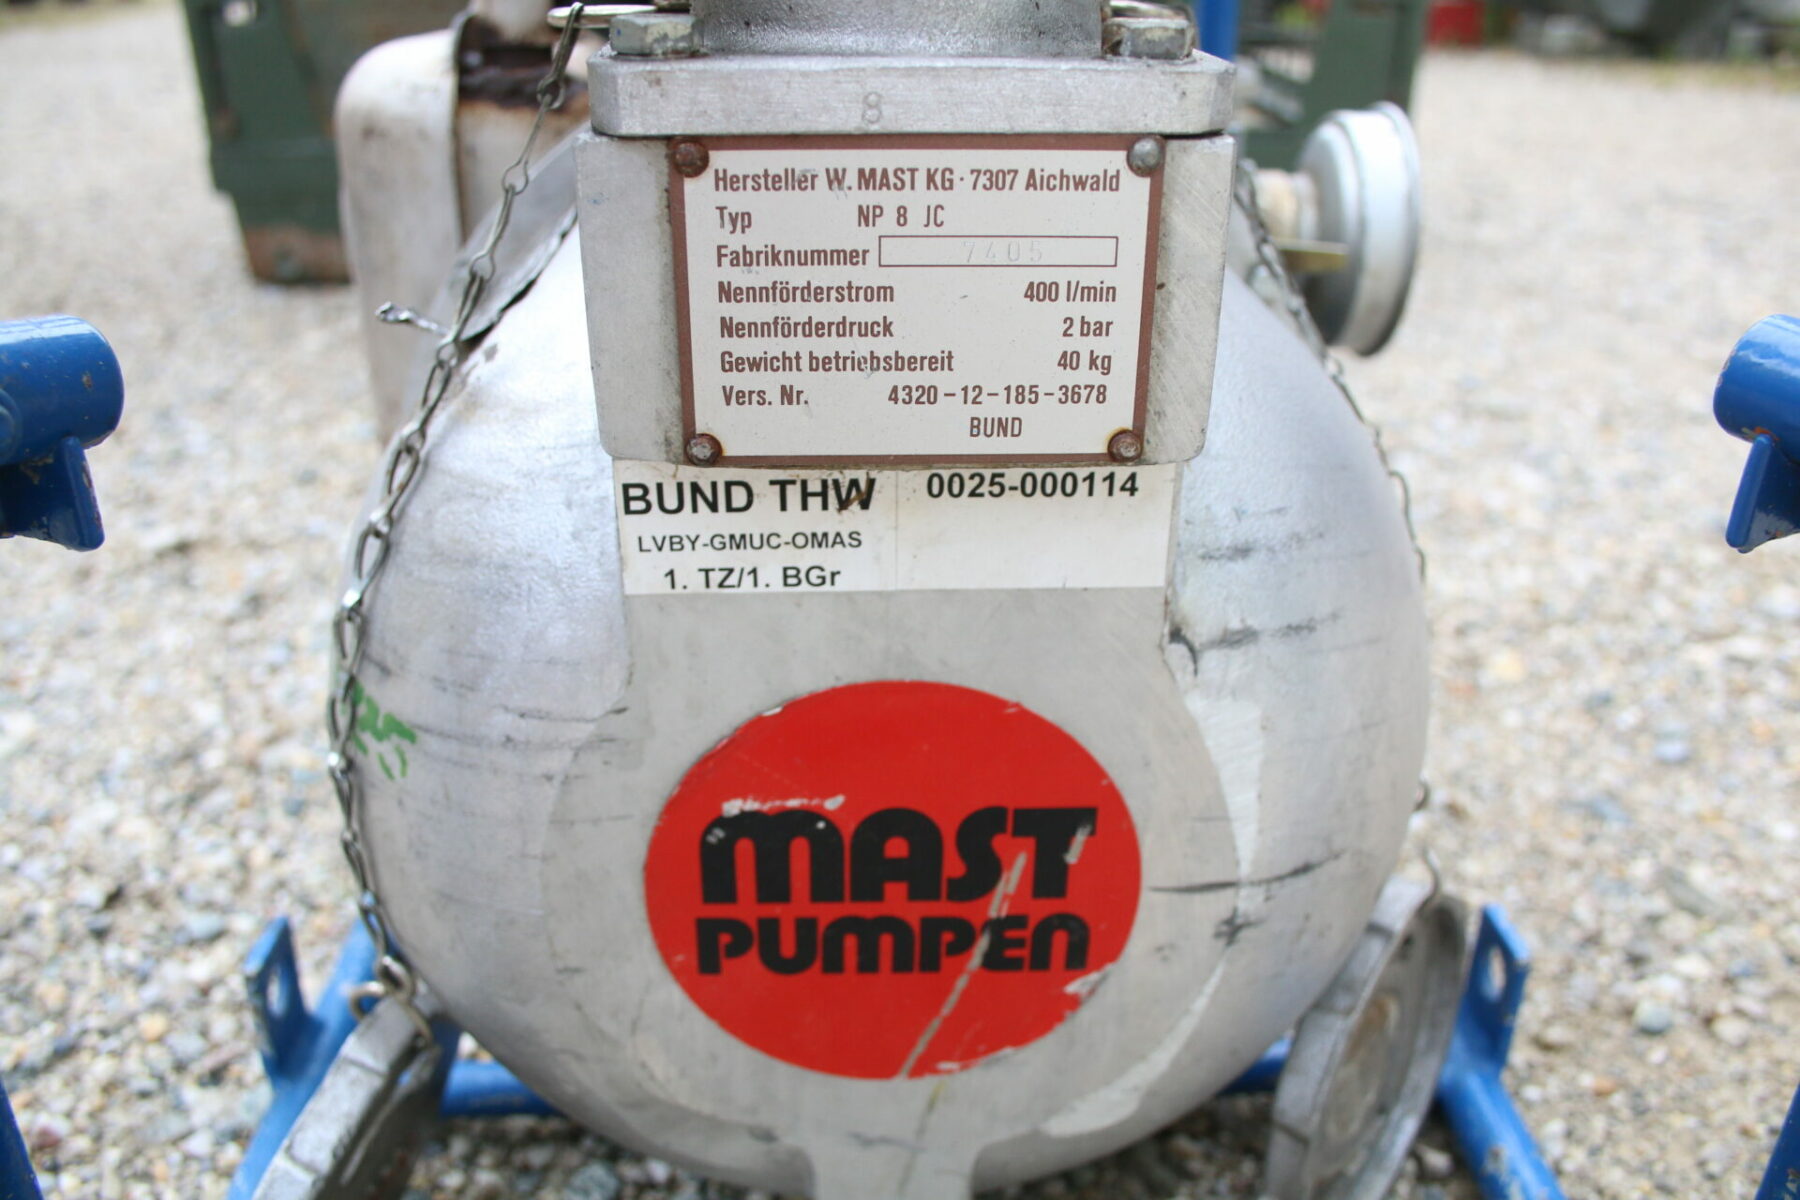 8
Hersteller W. MAST KG · 7307 Aichwald
Typ NP 8 JC
Fabriknummer 7405
Nennförderstrom 400 l/min
Nennförderdruck 2 bar
Gewicht betriebsbereit 40 kg
Vers. Nr. 4320-12-185-3678
BUND
BUND THW 0025-000114
LVBY-GMUC-OMAS
1. TZ/1. BGr
MAST
PUMPEN